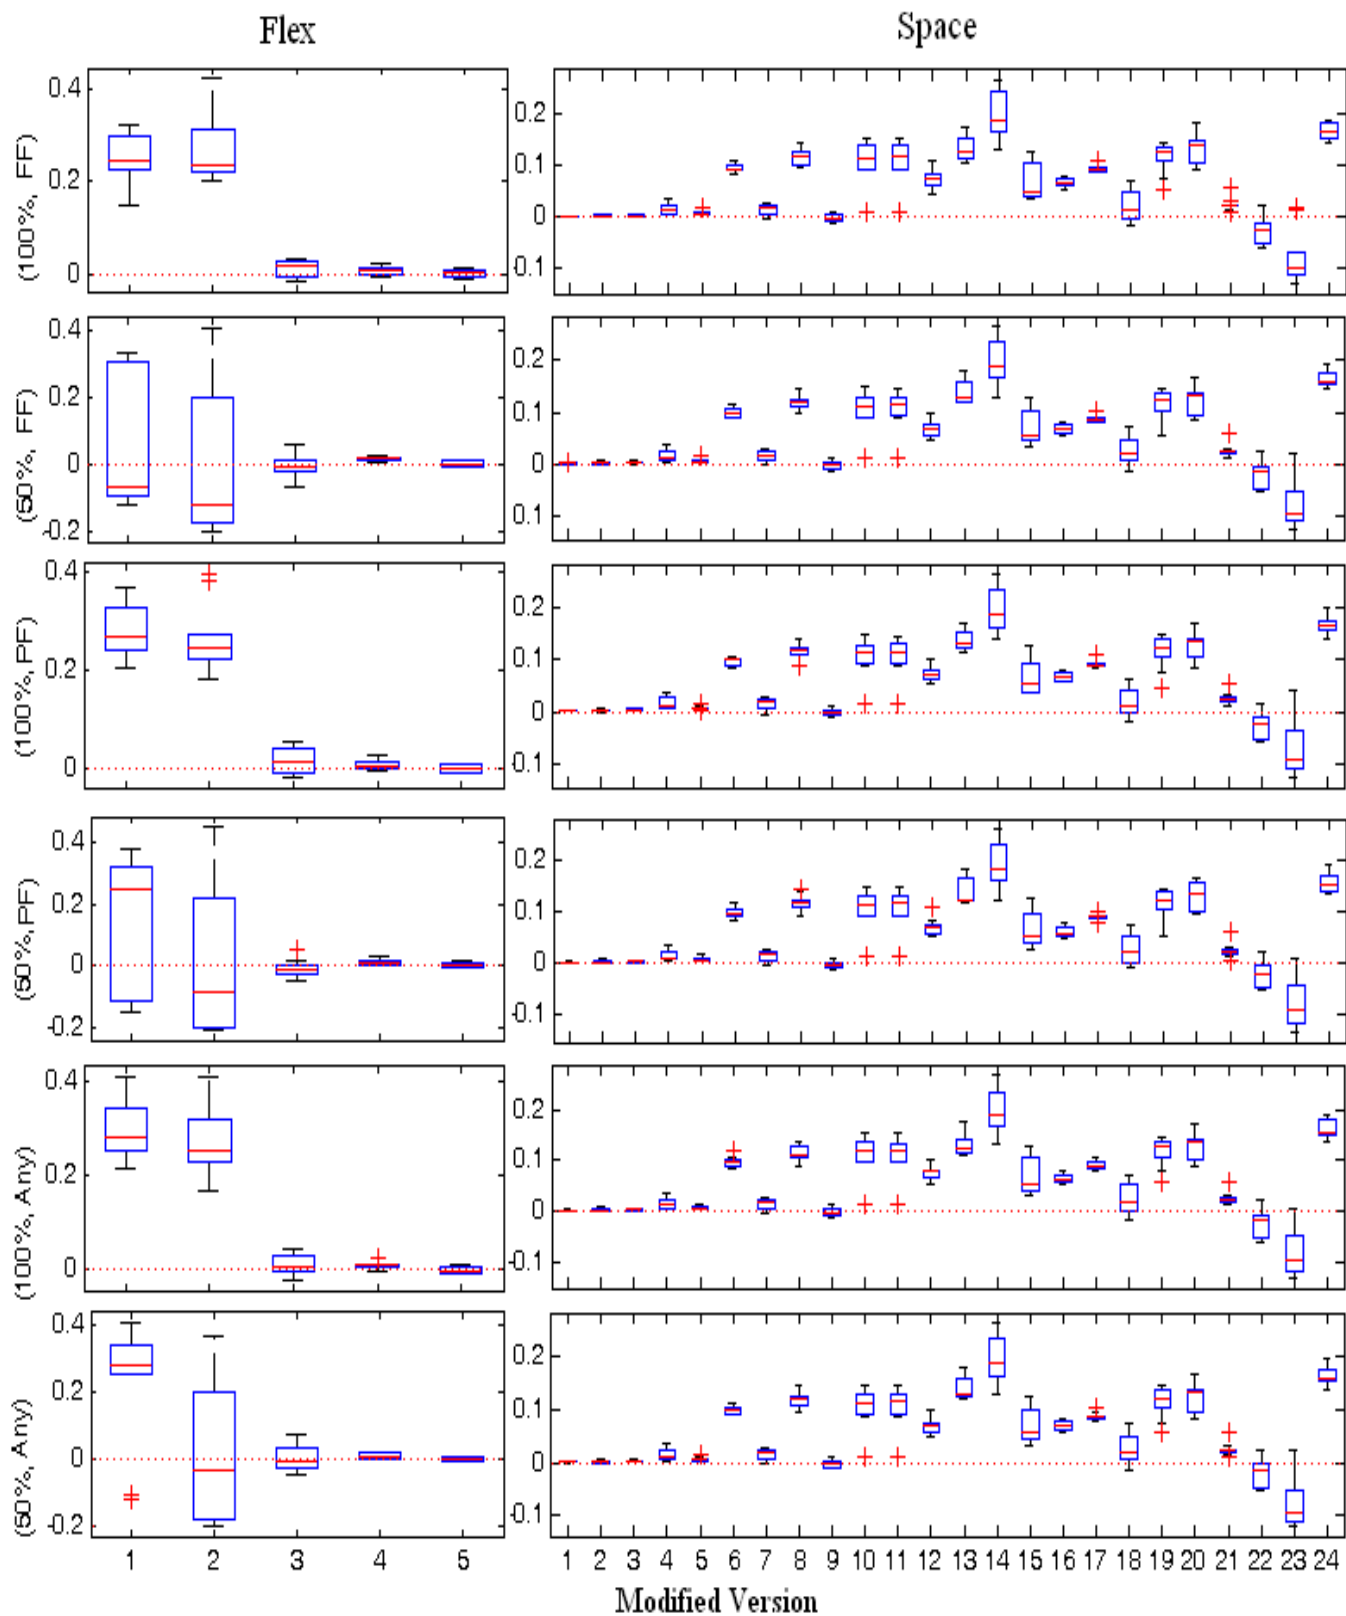 Flex Space
(100%, FF) 0.4 0.2 0 0.2 0.1 0 -0.1
(50%, FF) 0.4 0.2 0 -0.2 0.2 0.1 0 0.1
(100%, PF) 0.4 0.2 0 0.2 0.1 0 -0.1
(50%, PF) 0.4 0.2 0 -0.2 0.2 0.1 0 -0.1
(100%, Any) 0.4 0.2 0 0.2 0.1 0 -0.1
(50%, Any) 0.4 0.2 0 -0.2 0.2 0.1 0 -0.1
1 2 3 4 5 1 2 3 4 5 6 7 8 9 10 11 12 13 14 15 16 17 18 19 20 21 22 23 24
Modified Version